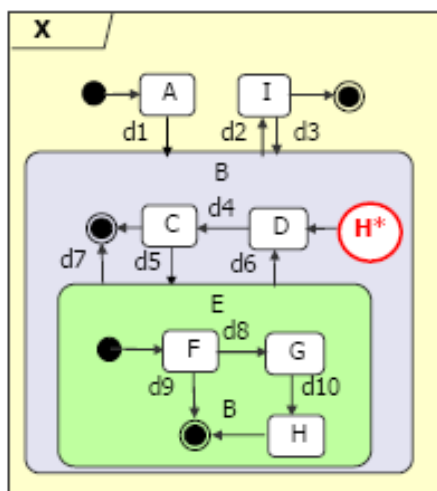 X
A I
d1 d2 d3
B
C d4 D H*
d7 d5 d6
E
F d8 G
d9 d10
B H